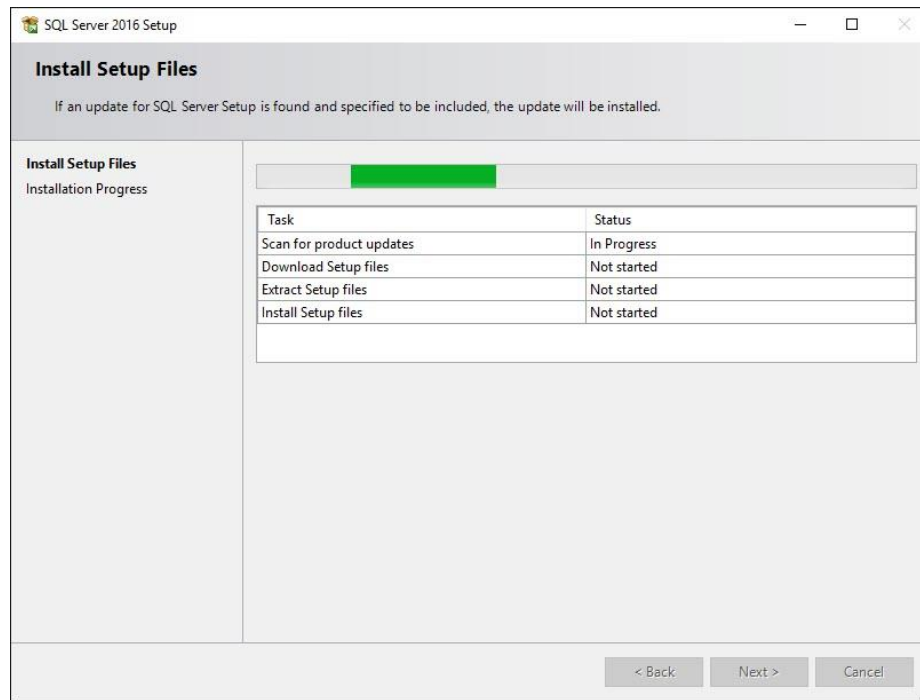 SQL Server 2016 Setup
Install Setup Files
If an update for SQL Server Setup is found and specified to be included, the update will be installed.
Install Setup Files
Installation Progress
Task Status
Scan for product updates In Progress
Download Setup files Not started
Extract Setup files Not started
Install Setup files Not started
< Back Next > Cancel